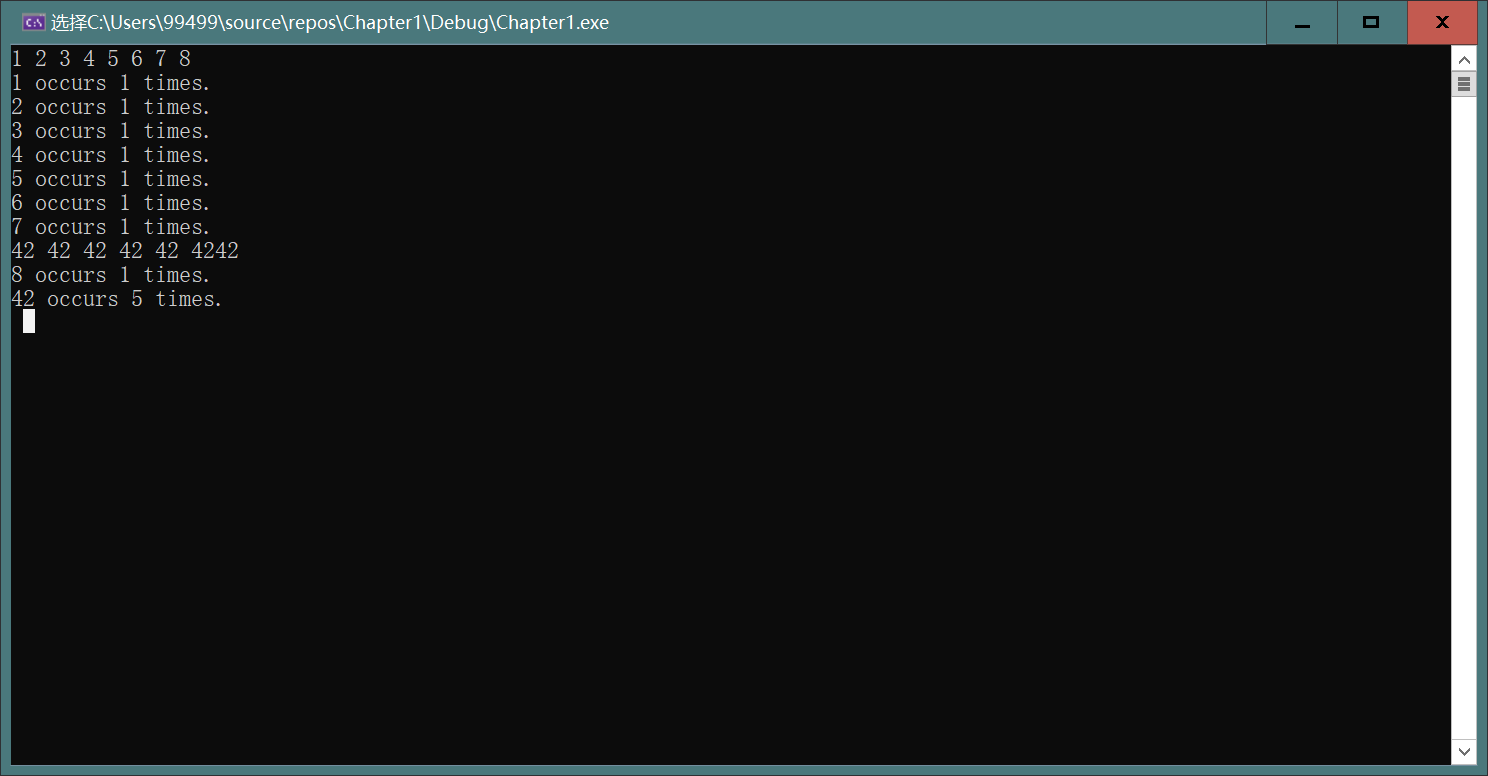 选择C:\Users\99499\source\repos\Chapter1\Debug\Chapter1.exe
1 2 3 4 5 6 7 8
1 occurs 1 times.
2 occurs 1 times.
3 occurs 1 times.
4 occurs 1 times.
5 occurs 1 times.
6 occurs 1 times.
7 occurs 1 times.
42 42 42 42 42 4242
8 occurs 1 times.
42 occurs 5 times.